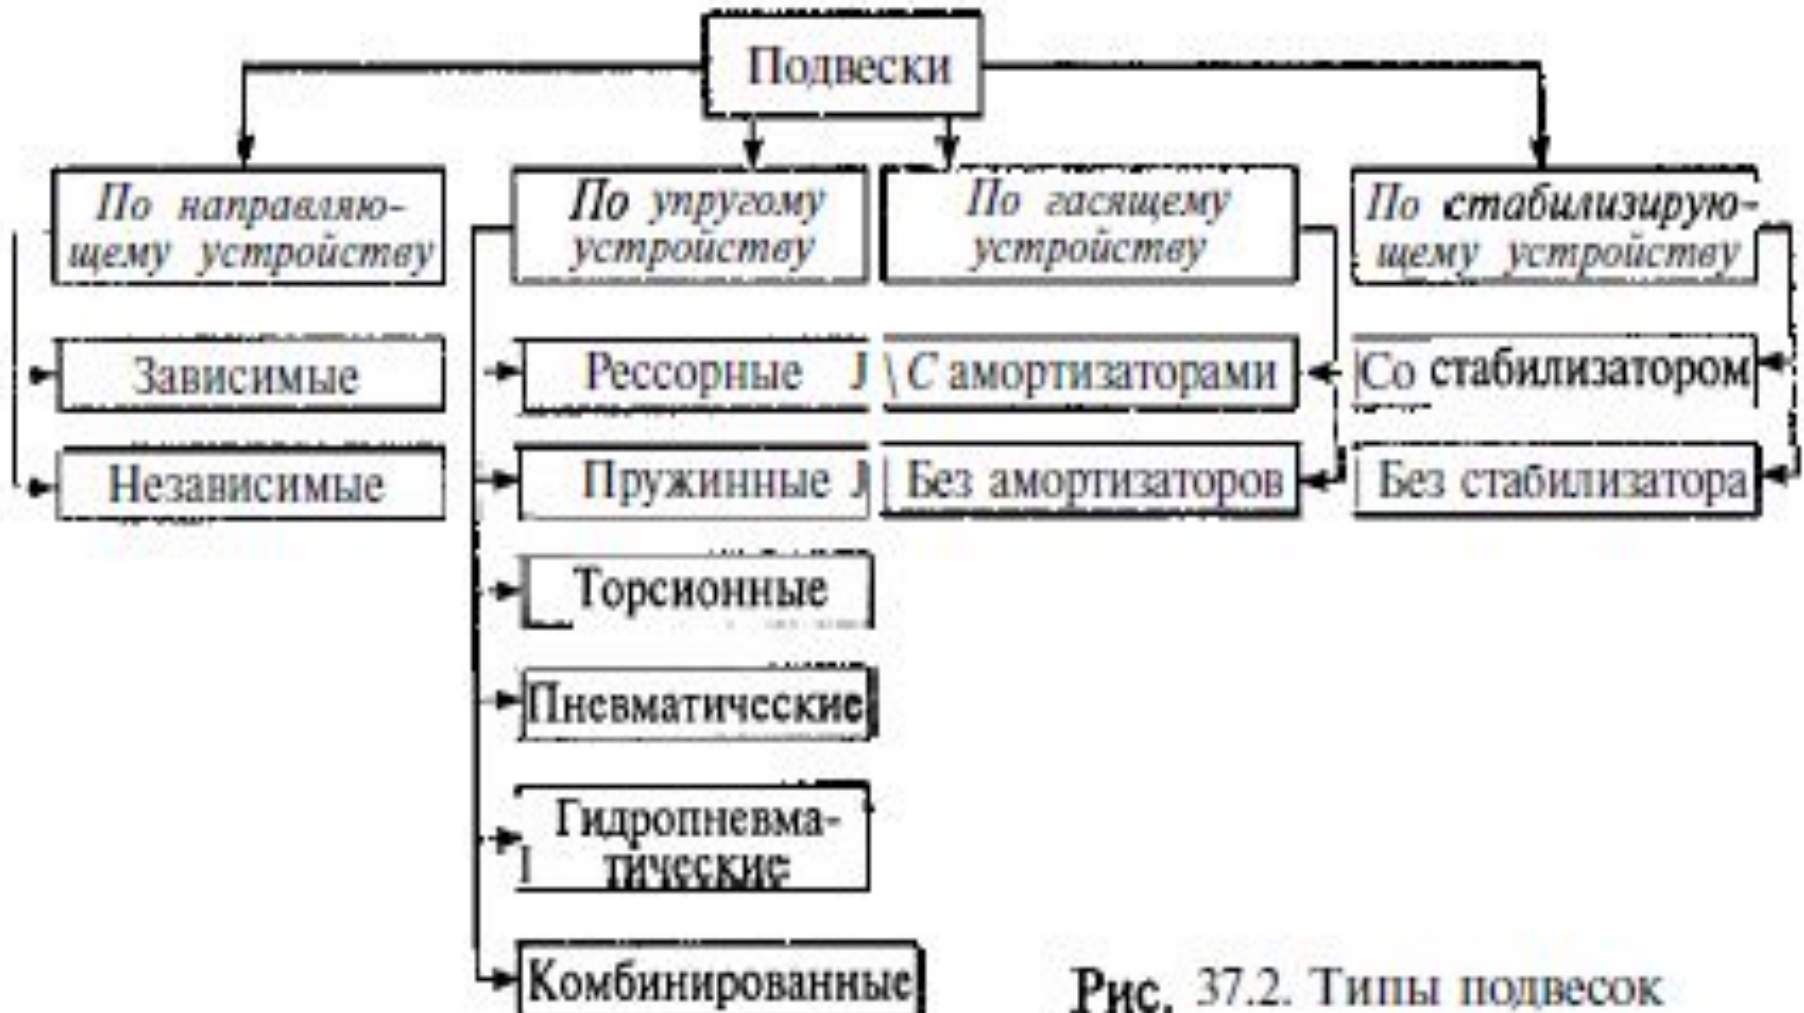 Подвески
По направляю-
щему устройству
Зависимые
Независимые
По упругому
устройству
Рессорные
Пружинные
Торсионные
Пневматические
Гидропневма-
тические
Комбинированные
По гасящему
устройству
С амортизаторами
Без амортизаторов
По стабилизирую-
щему устройству
Со стабилизатором
Без стабилизатора
Рис. 37.2. Типы подвесок